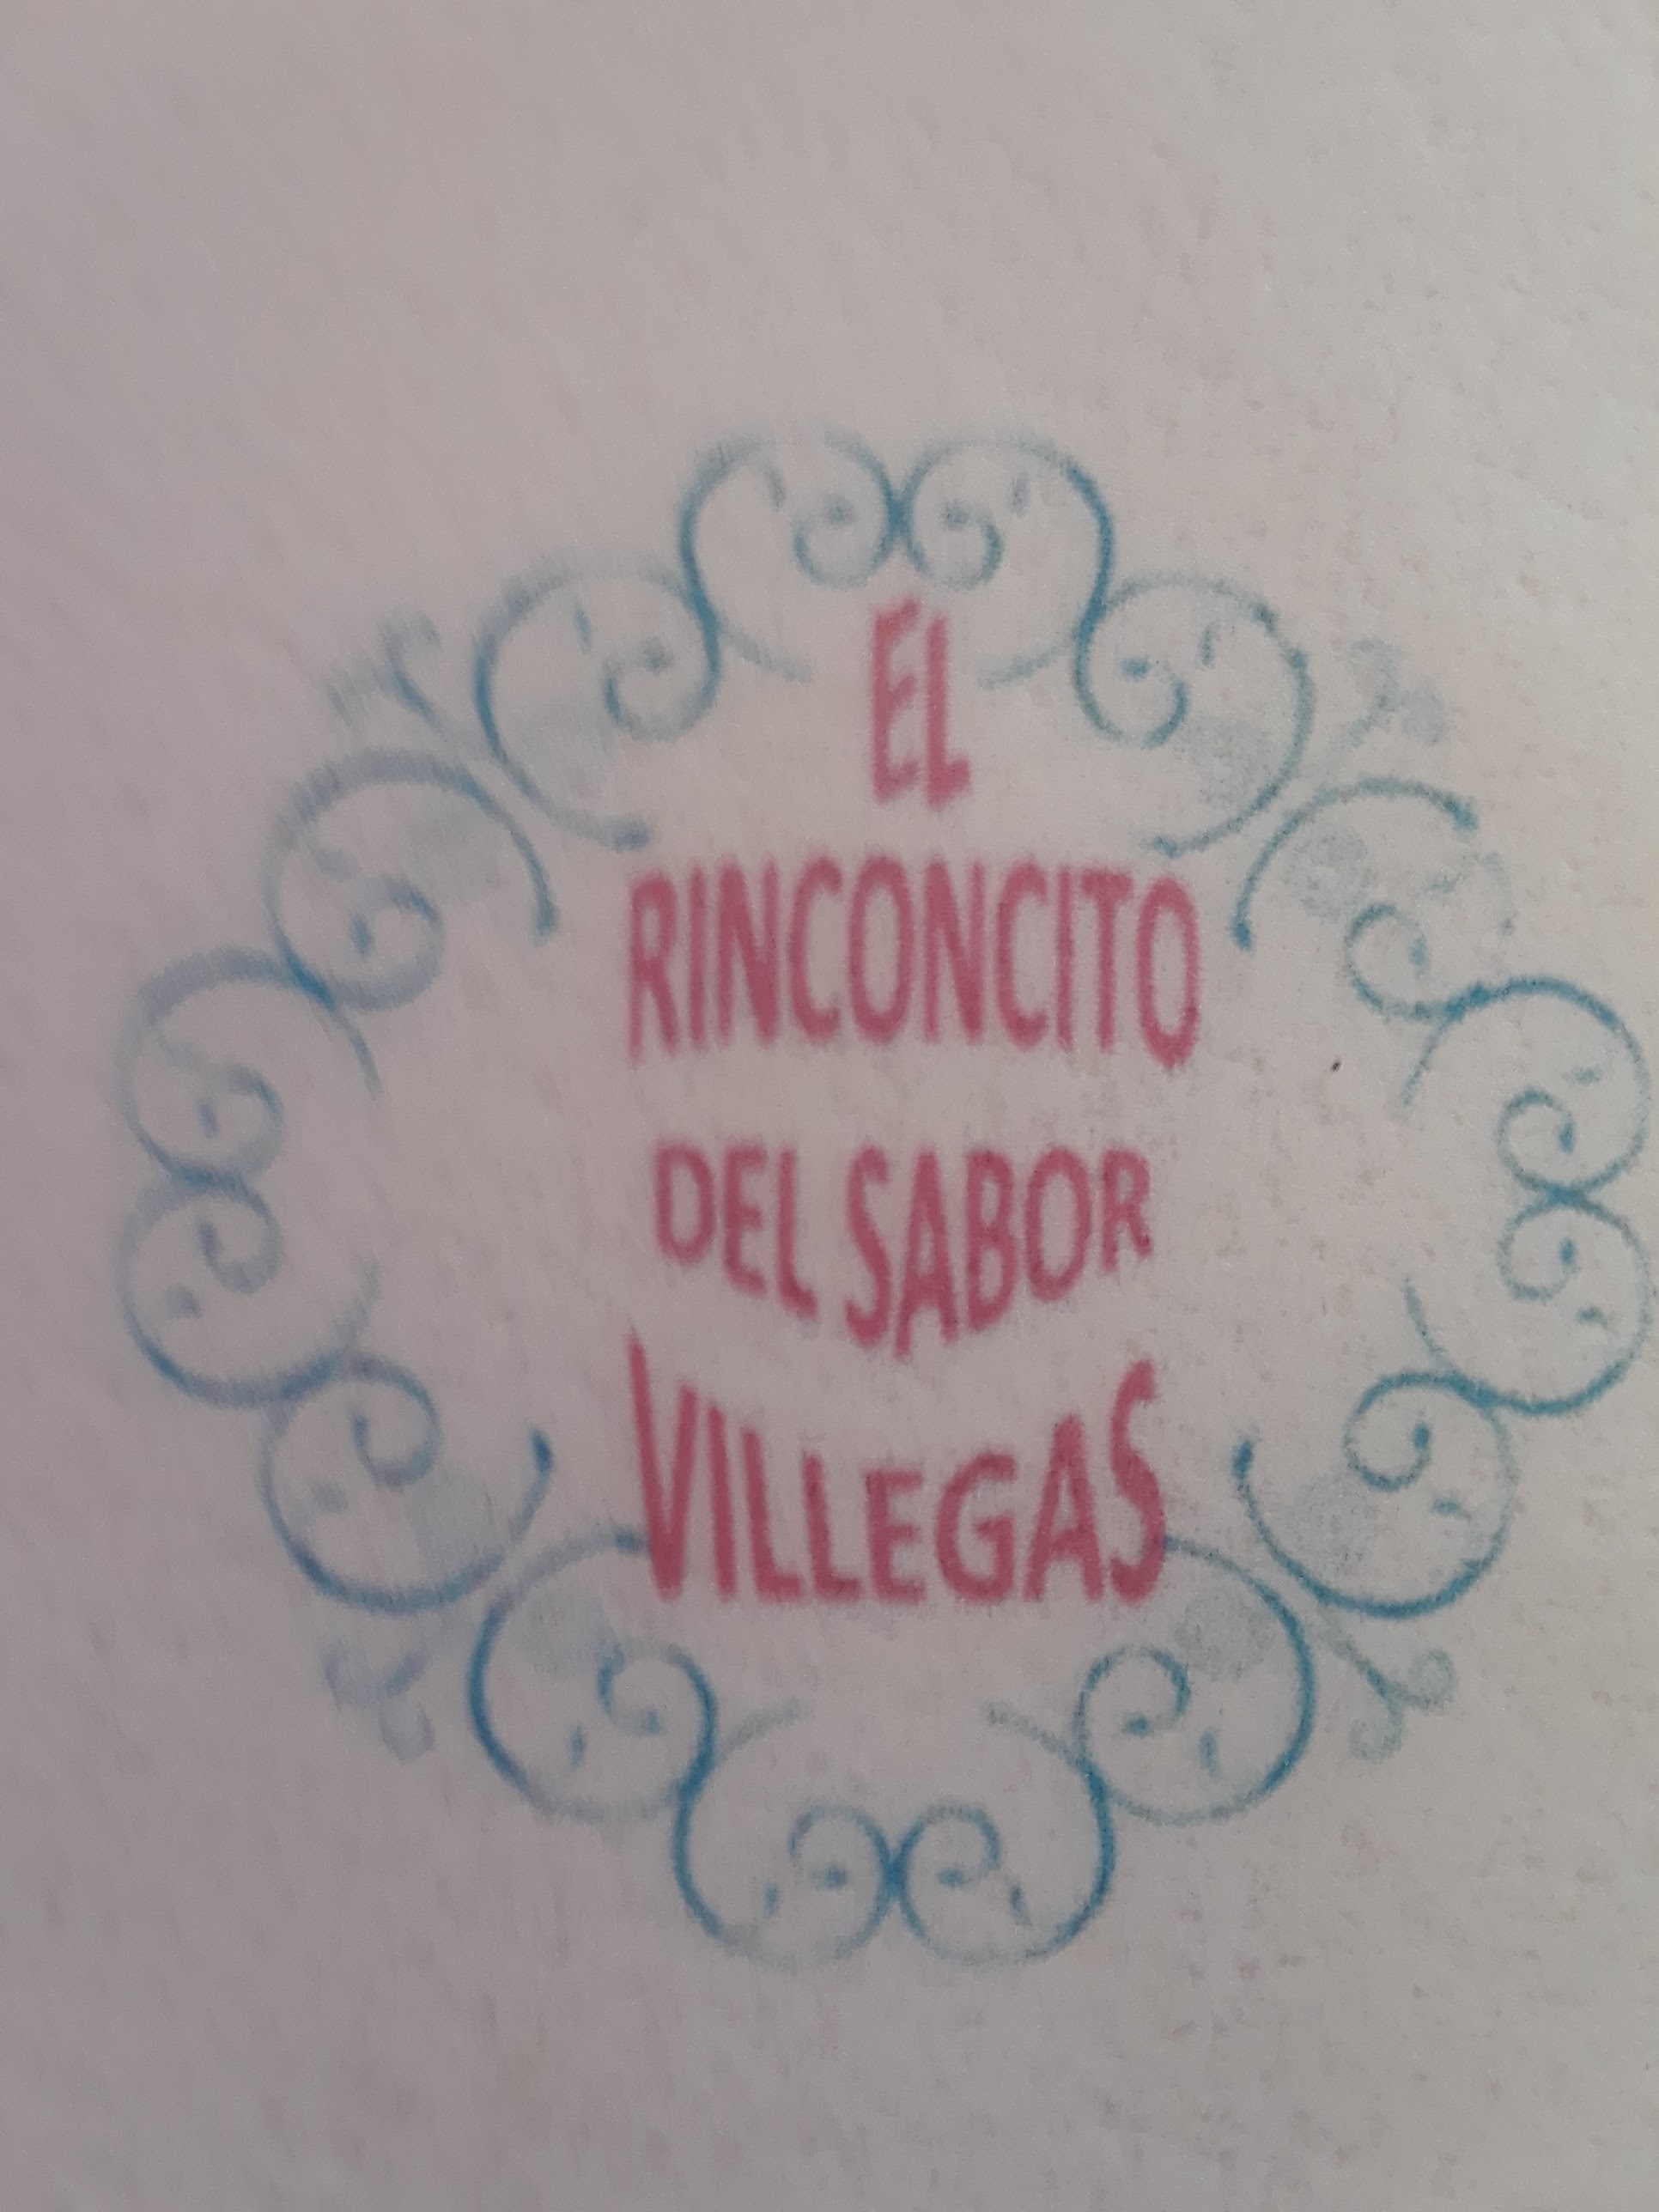 EL
RINCONCITO
DEL SABOR
VILLEGAS